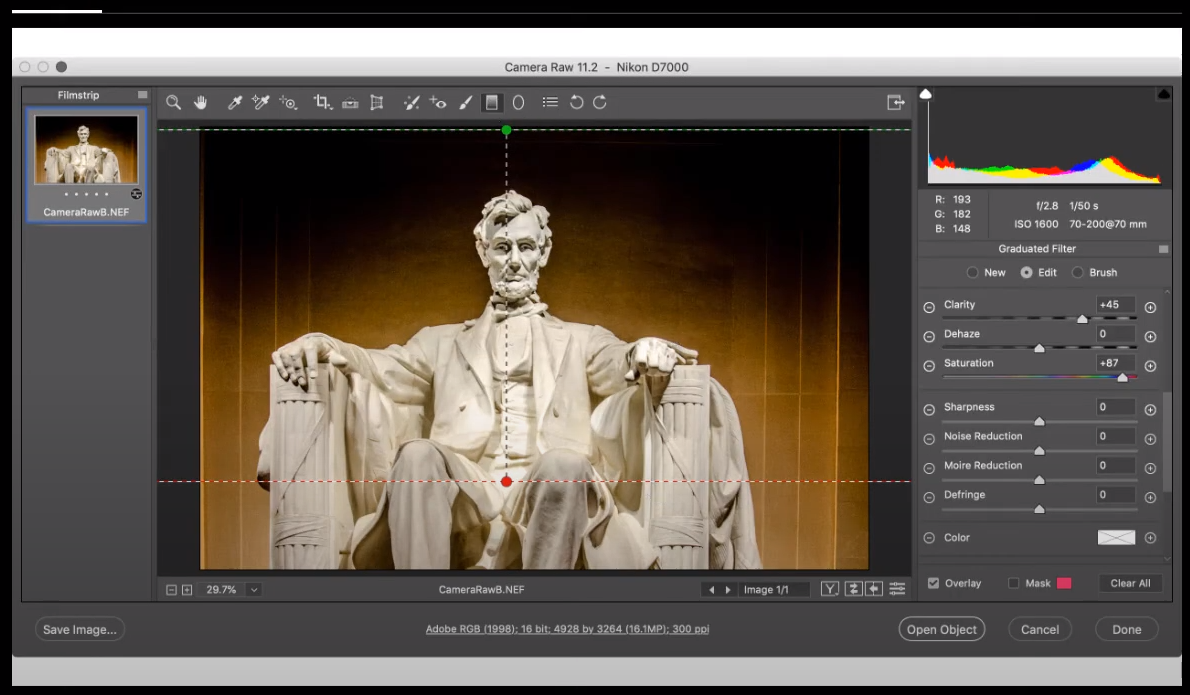 Camera Raw 11.2 - Nikon D7000
Filmstrip
CameraRawB.NEF
R: 193
G: 182
B: 148
f/2.8 1/50 s
ISO 1600 70-200@70 mm
Graduated Filter
New Edit Brush
Clarity +45
Dehaze 0
Saturation +87
Sharpness 0
Noise Reduction 0
Moire Reduction 0
Defringe 0
Color
29.7%
CameraRawB.NEF
Image 1/1
Y
Overlay Mask Clear All
Save Image...
Adobe RGB (1998); 16 bit; 4928 by 3264 (16.1MP); 300 ppi
Open Object Cancel Done